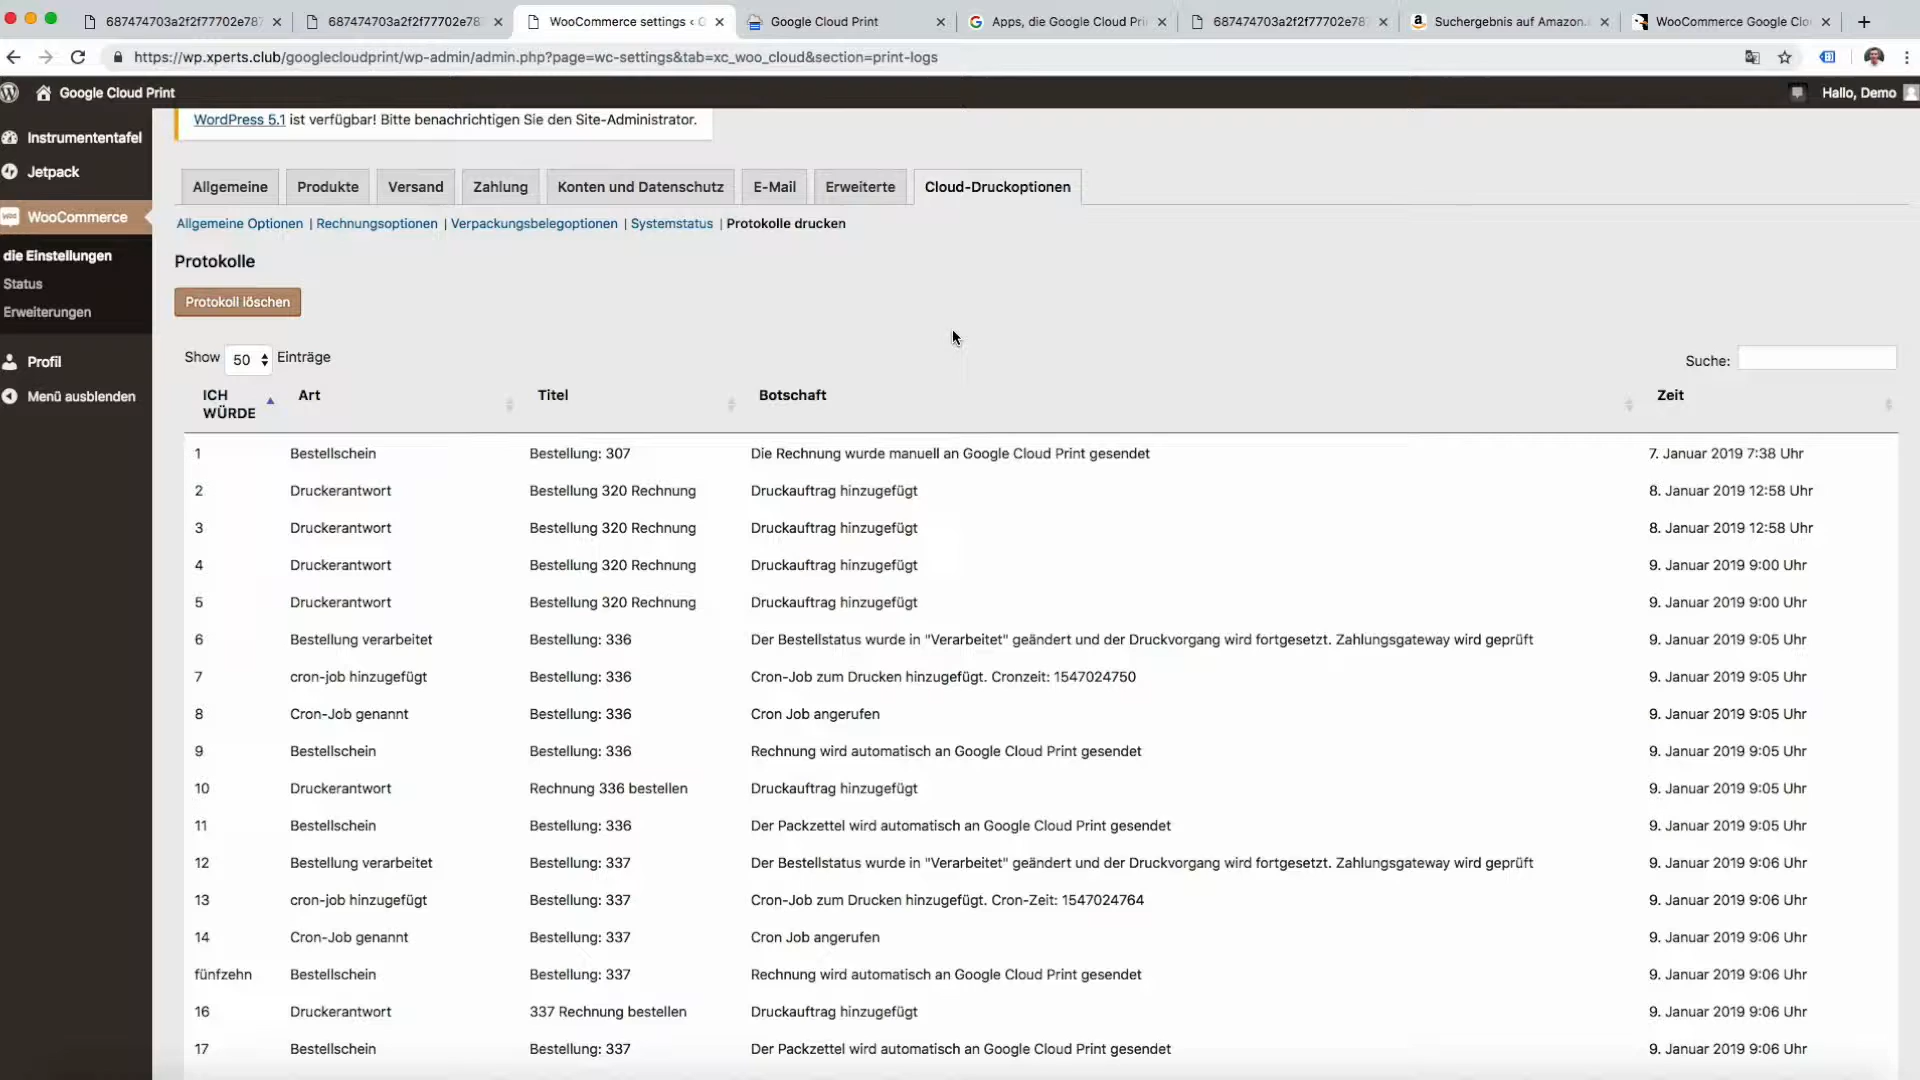 687474703a2f2f77702e787
687474703a2f2f77702e78
WooCommerce settings ‹
Google Cloud Print
Apps, die Google Cloud Pri
687474703a2f2f77702e78
Suchergebnis auf Amazon.
WooCommerce Google Clo
https://wp.xperts.club/googlecloudprint/wp-admin/admin.php?page=wc-settings&tab=xc_woo_cloud&section=print-logs
Google Cloud Print
Hallo, Demo
Instrumententafel
Jetpack
WooCommerce
die Einstellungen
Status
Erweiterungen
Profil
Menü ausblenden
WordPress 5.1 ist verfügbar! Bitte benachrichtigen Sie den Site-Administrator.
Allgemeine Produkte Versand Zahlung Konten und Datenschutz E-Mail Erweiterte Cloud-Druckoptionen
Allgemeine Optionen | Rechnungsoptionen | Verpackungsbelegoptionen | Systemstatus | Protokolle drucken
Protokolle
Protokoll löschen
Show 50 Einträge
Suche:
ICH WÜRDE Art Titel Botschaft Zeit
1 Bestellschein Bestellung: 307 Die Rechnung wurde manuell an Google Cloud Print gesendet 7. Januar 2019 7:38 Uhr
2 Druckerantwort Bestellung 320 Rechnung Druckauftrag hinzugefügt 8. Januar 2019 12:58 Uhr
3 Druckerantwort Bestellung 320 Rechnung Druckauftrag hinzugefügt 8. Januar 2019 12:58 Uhr
4 Druckerantwort Bestellung 320 Rechnung Druckauftrag hinzugefügt 9. Januar 2019 9:00 Uhr
5 Druckerantwort Bestellung 320 Rechnung Druckauftrag hinzugefügt 9. Januar 2019 9:00 Uhr
6 Bestellung verarbeitet Bestellung: 336 Der Bestellstatus wurde in "Verarbeitet" geändert und der Druckvorgang wird fortgesetzt. Zahlungsgateway wird geprüft 9. Januar 2019 9:05 Uhr
7 cron-job hinzugefügt Bestellung: 336 Cron-Job zum Drucken hinzugefügt. Cronzeit: 1547024750 9. Januar 2019 9:05 Uhr
8 Cron-Job genannt Bestellung: 336 Cron Job angerufen 9. Januar 2019 9:05 Uhr
9 Bestellschein Bestellung: 336 Rechnung wird automatisch an Google Cloud Print gesendet 9. Januar 2019 9:05 Uhr
10 Druckerantwort Rechnung 336 bestellen Druckauftrag hinzugefügt 9. Januar 2019 9:05 Uhr
11 Bestellschein Bestellung: 336 Der Packzettel wird automatisch an Google Cloud Print gesendet 9. Januar 2019 9:05 Uhr
12 Bestellung verarbeitet Bestellung: 337 Der Bestellstatus wurde in "Verarbeitet" geändert und der Druckvorgang wird fortgesetzt. Zahlungsgateway wird geprüft 9. Januar 2019 9:06 Uhr
13 cron-job hinzugefügt Bestellung: 337 Cron-Job zum Drucken hinzugefügt. Cron-Zeit: 1547024764 9. Januar 2019 9:06 Uhr
14 Cron-Job genannt Bestellung: 337 Cron Job angerufen 9. Januar 2019 9:06 Uhr
fünfzehn Bestellschein Bestellung: 337 Rechnung wird automatisch an Google Cloud Print gesendet 9. Januar 2019 9:06 Uhr
16 Druckerantwort 337 Rechnung bestellen Druckauftrag hinzugefügt 9. Januar 2019 9:06 Uhr
17 Bestellschein Bestellung: 337 Der Packzettel wird automatisch an Google Cloud Print gesendet 9. Januar 2019 9:06 Uhr